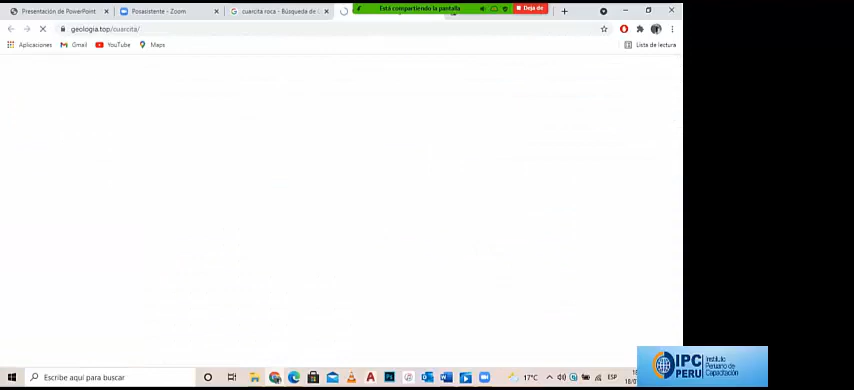 Presentación de PowerPoint
Posasistente - Zoom
cuarcita roca - Búsqueda de
Está compartiendo la pantalla
Deja de
geologia.top/cuarcita/
Aplicaciones
Gmail
YouTube
Maps
Lista de lectura
Escribe aquí para buscar
17°C
ESP
IPC PERU
Instituto
Peruano de
Capacitación